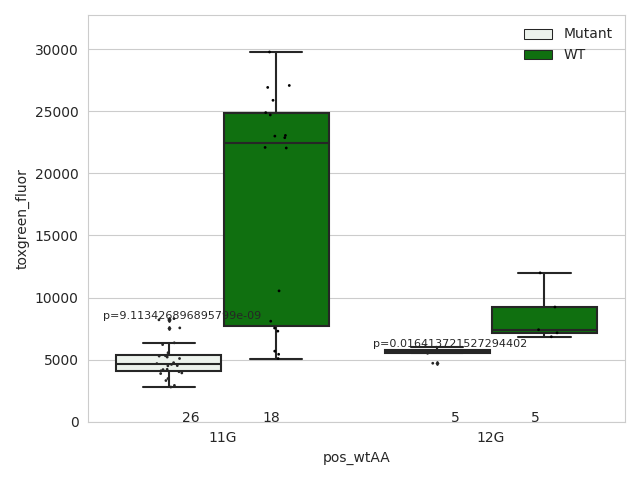 Mutant
WT
30000
25000
20000
15000
10000
5000
0
toxgreen_fluor
p=9.113426896895799e-09
p=0.016413721527294402
26 18 5 5
11G 12G
pos_wtAA